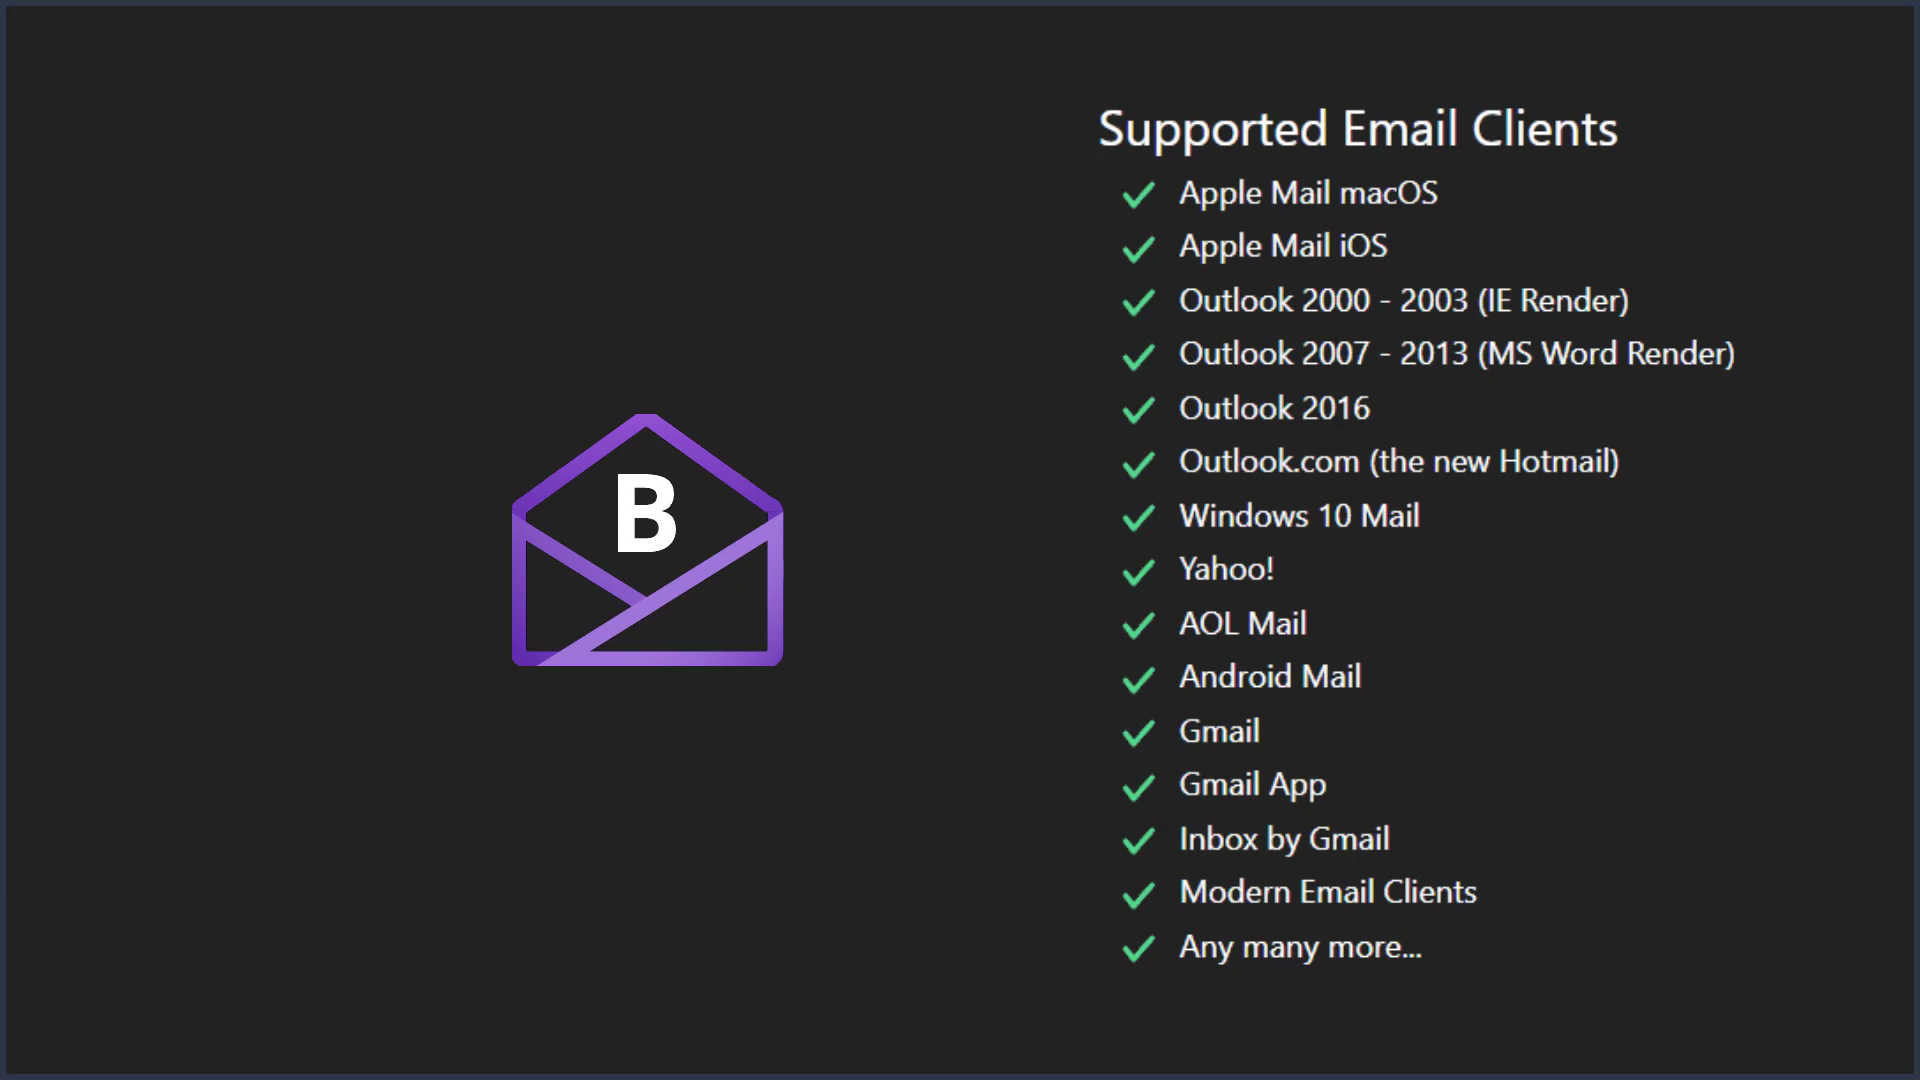 B
Supported Email Clients
Apple Mail macOS
Apple Mail iOS
Outlook 2000 - 2003 (IE Render)
Outlook 2007 - 2013 (MS Word Render)
Outlook 2016
Outlook.com (the new Hotmail)
Windows 10 Mail
Yahoo!
AOL Mail
Android Mail
Gmail
Gmail App
Inbox by Gmail
Modern Email Clients
Any many more...